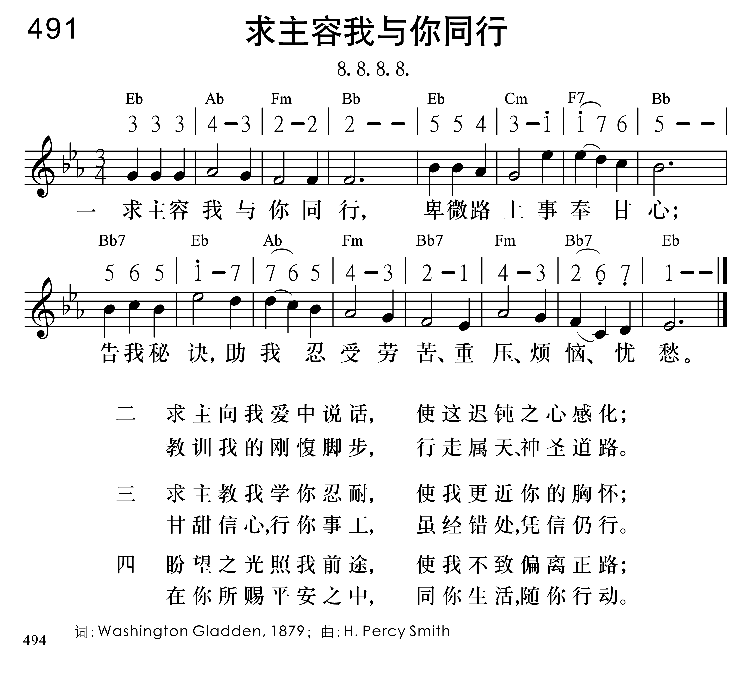 491 求主容我与你同行
8. 8. 8. 8.
Eb Ab Fm Bb Eb Cm F7 Bb
3 3 3 | 4 – 3 | 2 – 2 | 2 – – | 5 5 4 | 3 – i | i 7 6 | 5 – – |
3/4
一 求主容 我 与 你 同 行, 卑微路 上 事 奉 甘 心;
Bb7 Eb Ab Fm Bb7 Fm Bb7 Eb
5 6 5 | i – 7 | 7 6 5 | 4 – 3 | 2 – 1 | 4 – 3 | 2 6̣ 7̣ | 1 – – ‖
告我秘 诀, 助 我 忍 受 劳 苦、重 压、烦 恼、忧 愁。
二 求主向我爱中说话, 使这迟钝之心感化;
教训我的刚愎脚步, 行走属天、神圣道路。
三 求主教我学你忍耐, 使我更近你的胸怀;
甘甜信心,行你事工, 虽经错处,凭信仍行。
四 盼望之光照我前途, 使我不致偏离正路;
在你所赐平安之中, 同你生活,随你行动。
词: Washington Gladden, 1879; 曲: H. Percy Smith
494